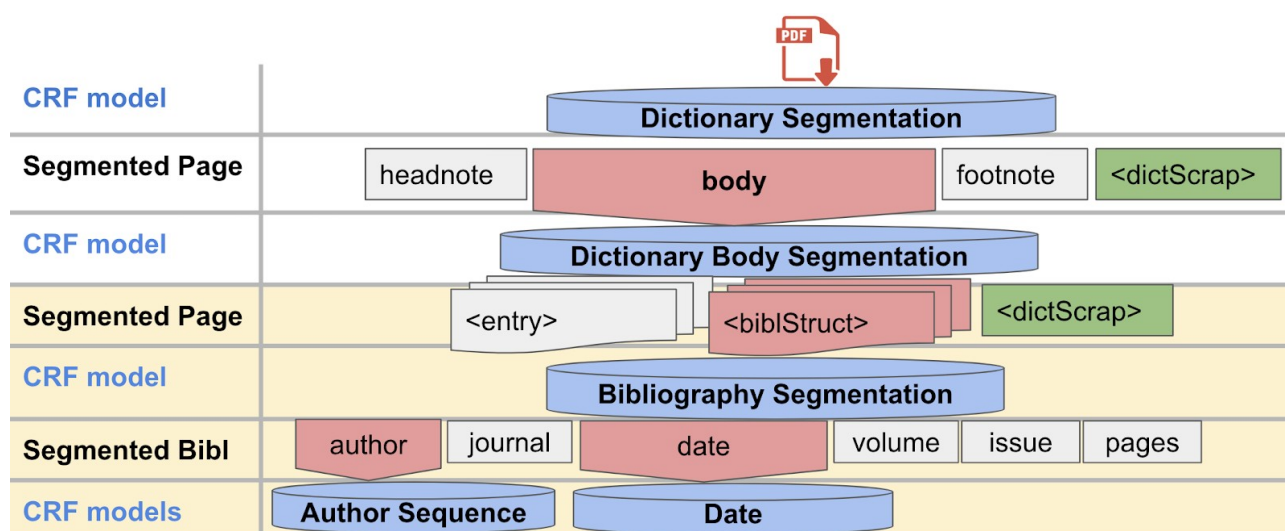 PDF
CRF model
Dictionary Segmentation
Segmented Page
headnote
body
footnote
<dictScrap>
CRF model
Dictionary Body Segmentation
Segmented Page
<entry>
<biblStruct>
<dictScrap>
CRF model
Bibliography Segmentation
Segmented Bibl
author
journal
date
volume
issue
pages
CRF models
Author Sequence
Date